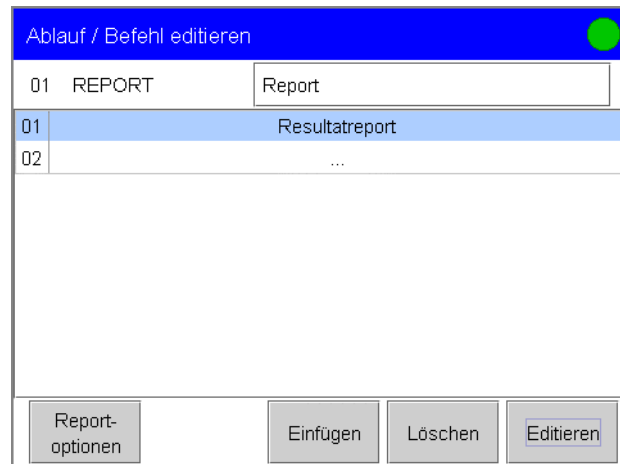 Ablauf / Befehl editieren
01 REPORT Report
01 Resultatreport
02 ...
Report-
optionen
Einfügen Löschen Editieren